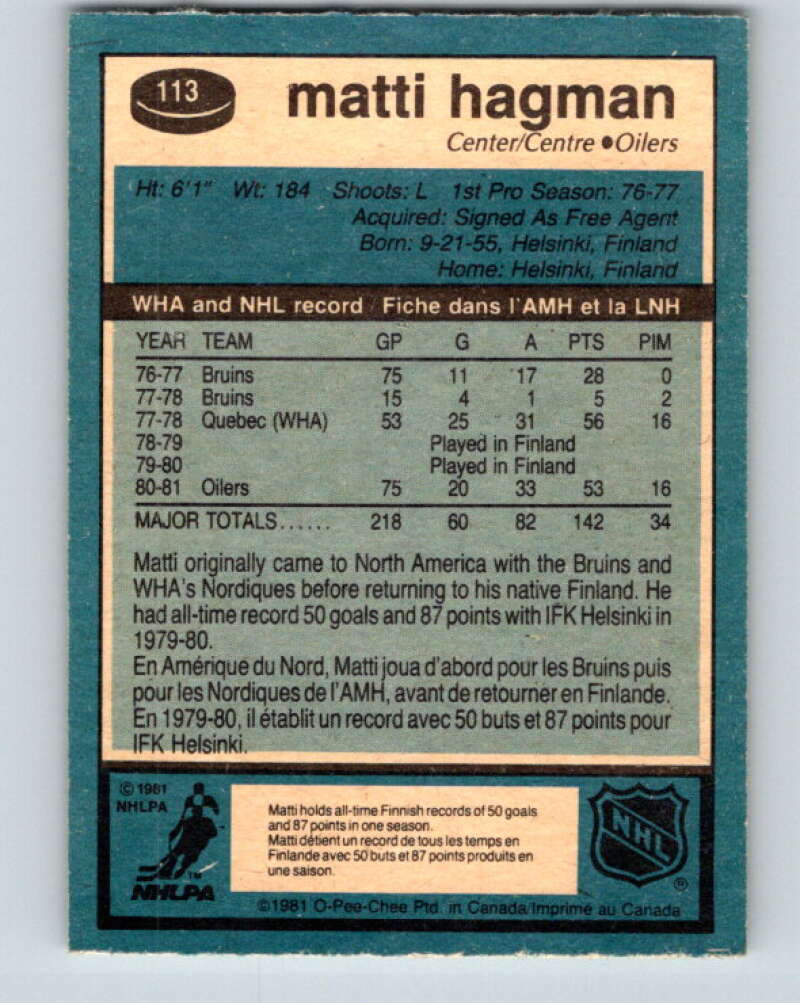 113
matti hagman
Center/Centre ●Oilers
Ht: 6'1" Wt: 184 Shoots: L 1st Pro Season: 76-77
Acquired: Signed As Free Agent
Born: 9-21-55, Helsinki, Finland
Home: Helsinki, Finland
WHA and NHL record / Fiche dans l'AMH et la LNH
YEAR TEAM GP G A PTS PIM
76-77 Bruins 75 11 17 28 0
77-78 Bruins 15 4 1 5 2
77-78 Quebec (WHA) 53 25 31 56 16
78-79 Played in Finland
79-80 Played in Finland
80-81 Oilers 75 20 33 53 16
MAJOR TOTALS...... 218 60 82 142 34
Matti originally came to North America with the Bruins and
WHA's Nordiques before returning to his native Finland. He
had all-time record 50 goals and 87 points with IFK Helsinki in
1979-80.
En Amérique du Nord, Matti joua d'abord pour les Bruins puis
pour les Nordiques de l'AMH, avant de retourner en Finlande.
En 1979-80, il établit un record avec 50 buts et 87 points pour
IFK Helsinki.
© 1981
NHLPA
TM
NHLPA
Matti holds all-time Finnish records of 50 goals
and 87 points in one season.
Matti détient un record de tous les temps en
Finlande avec 50 buts et 87 points produits en
une saison.
NHL
®
©1981 O-Pee-Chee Ptd. in Canada/Imprimé au Canada